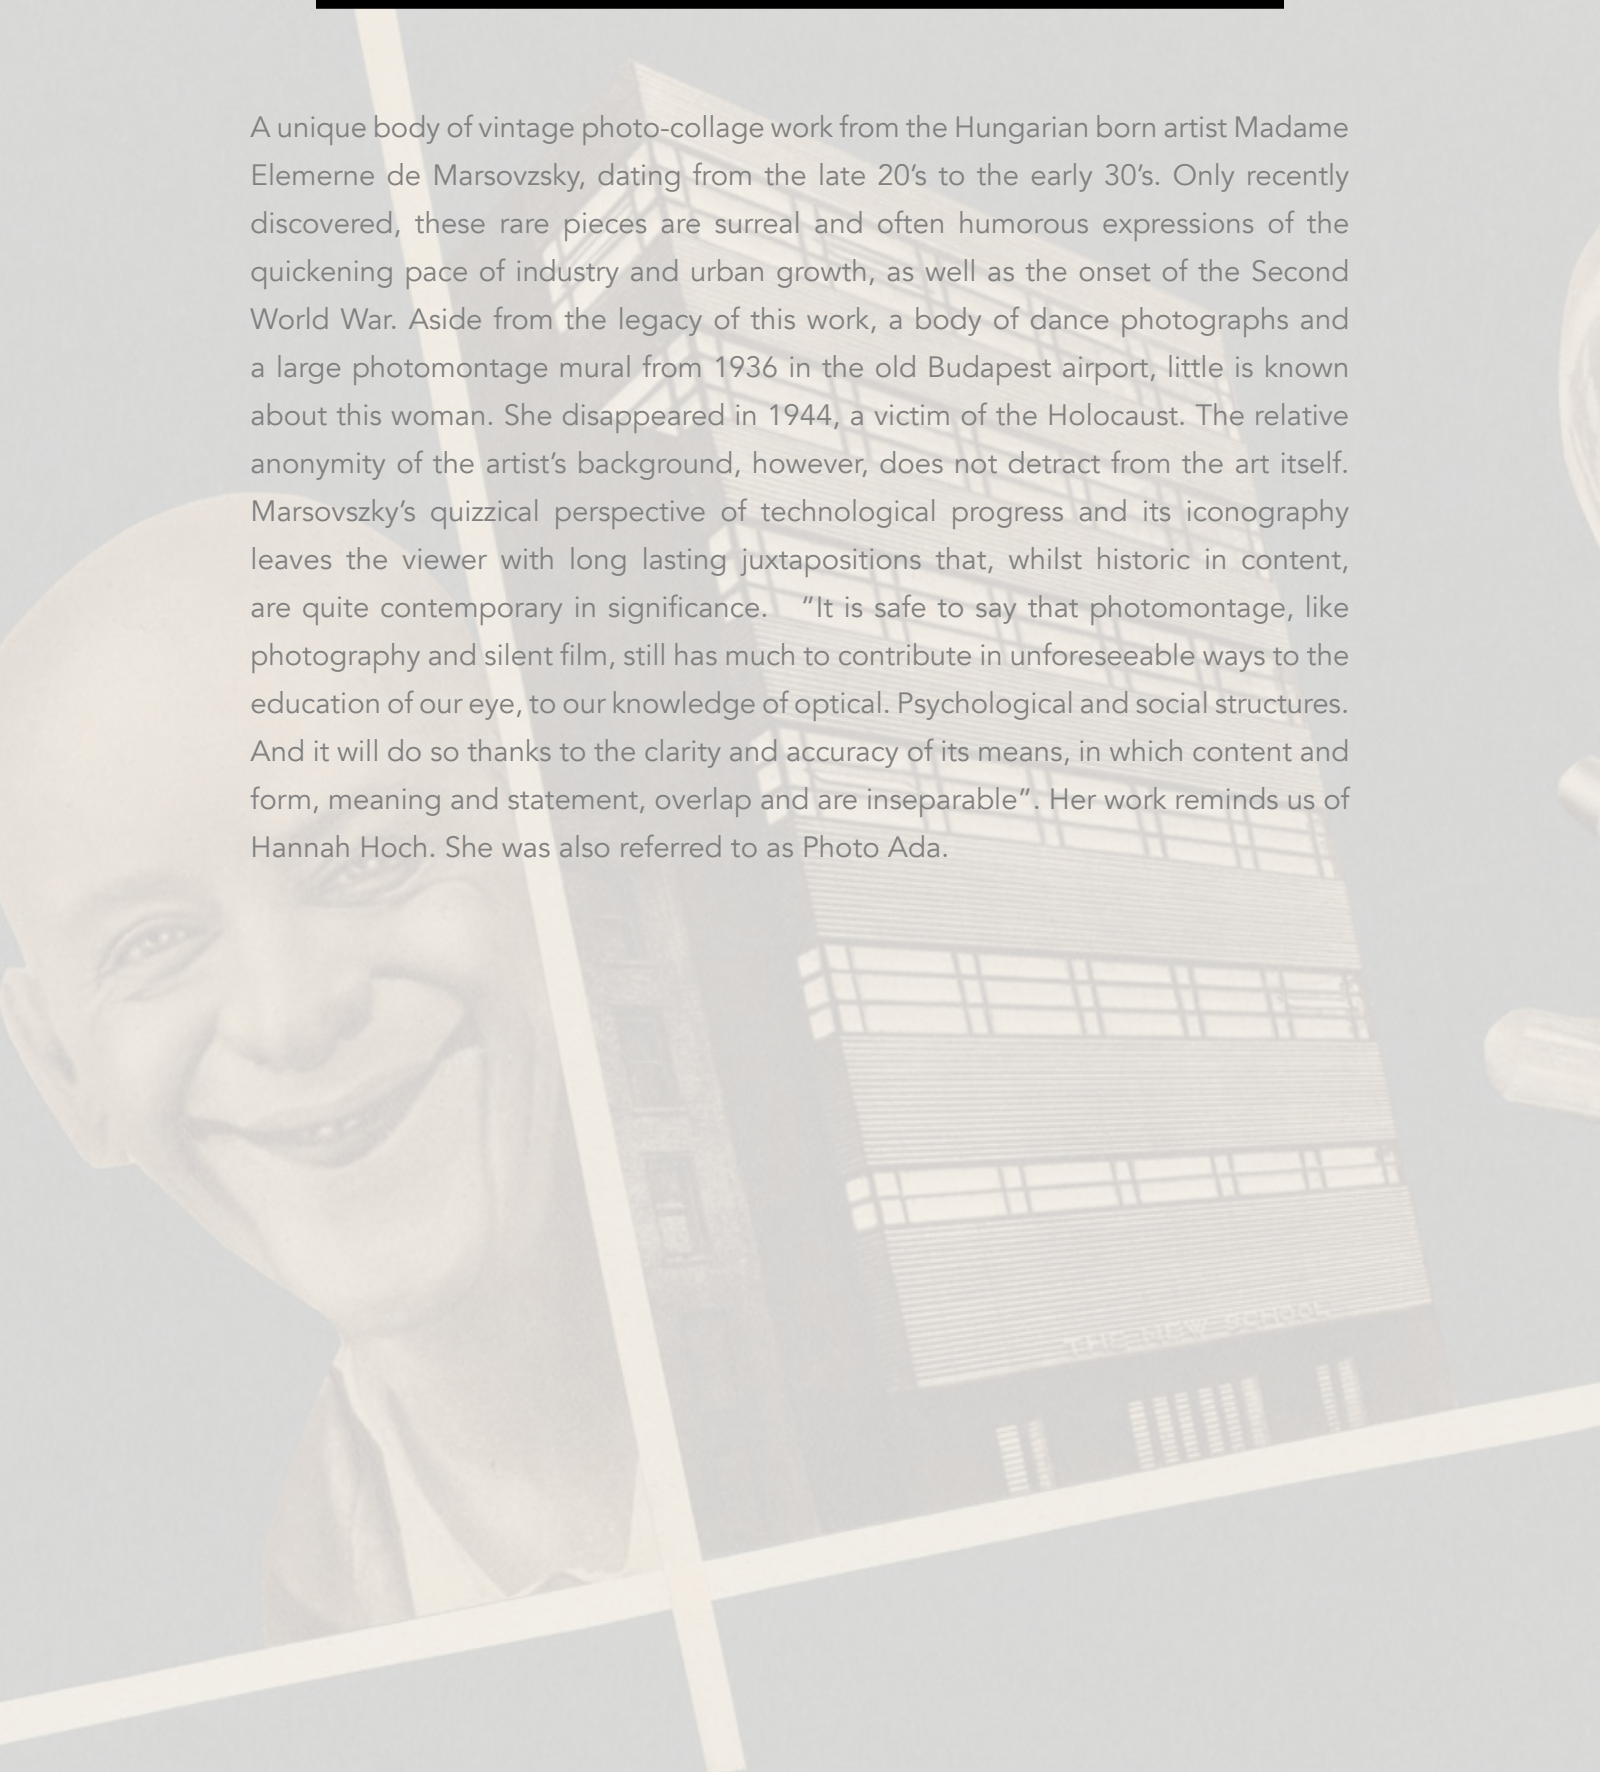 A unique body of vintage photo-collage work from the Hungarian born artist Madame
Elemerne de Marsovzsky, dating from the late 20’s to the early 30’s. Only recently
discovered, these rare pieces are surreal and often humorous expressions of the
quickening pace of industry and urban growth, as well as the onset of the Second
World War. Aside from the legacy of this work, a body of dance photographs and
a large photomontage mural from 1936 in the old Budapest airport, little is known
about this woman. She disappeared in 1944, a victim of the Holocaust. The relative
anonymity of the artist’s background, however, does not detract from the art itself.
Marsovszky’s quizzical perspective of technological progress and its iconography
leaves the viewer with long lasting juxtapositions that, whilst historic in content,
are quite contemporary in significance. ”It is safe to say that photomontage, like
photography and silent film, still has much to contribute in unforeseeable ways to the
education of our eye, to our knowledge of optical. Psychological and social structures.
And it will do so thanks to the clarity and accuracy of its means, in which content and
form, meaning and statement, overlap and are inseparable”. Her work reminds us of
Hannah Hoch. She was also referred to as Photo Ada.
THE NEW SCHOOL